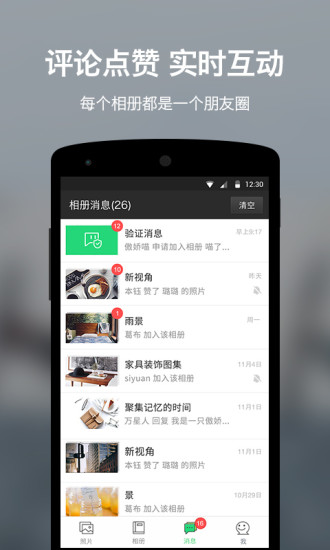 评论点赞 实时互动
每个相册都是一个朋友圈
12:30
相册消息(26)
清空
12
验证消息
早上9:17
傲娇喵 申请加入相册 喵了…
10
新视角
昨天
本钰 赞了 璐璐 的照片
1
雨景
周一
葛布 加入该相册
家具装饰图集
11月4日
siyuan 加入该相册
聚集记忆的时间
11月1日
万星人 回复 我是一只傲娇…
新视角
11月1日
本钰 赞了 璐璐 的照片
景
10月29日
葛布 加入该相册
照片
相册
16
消息
我